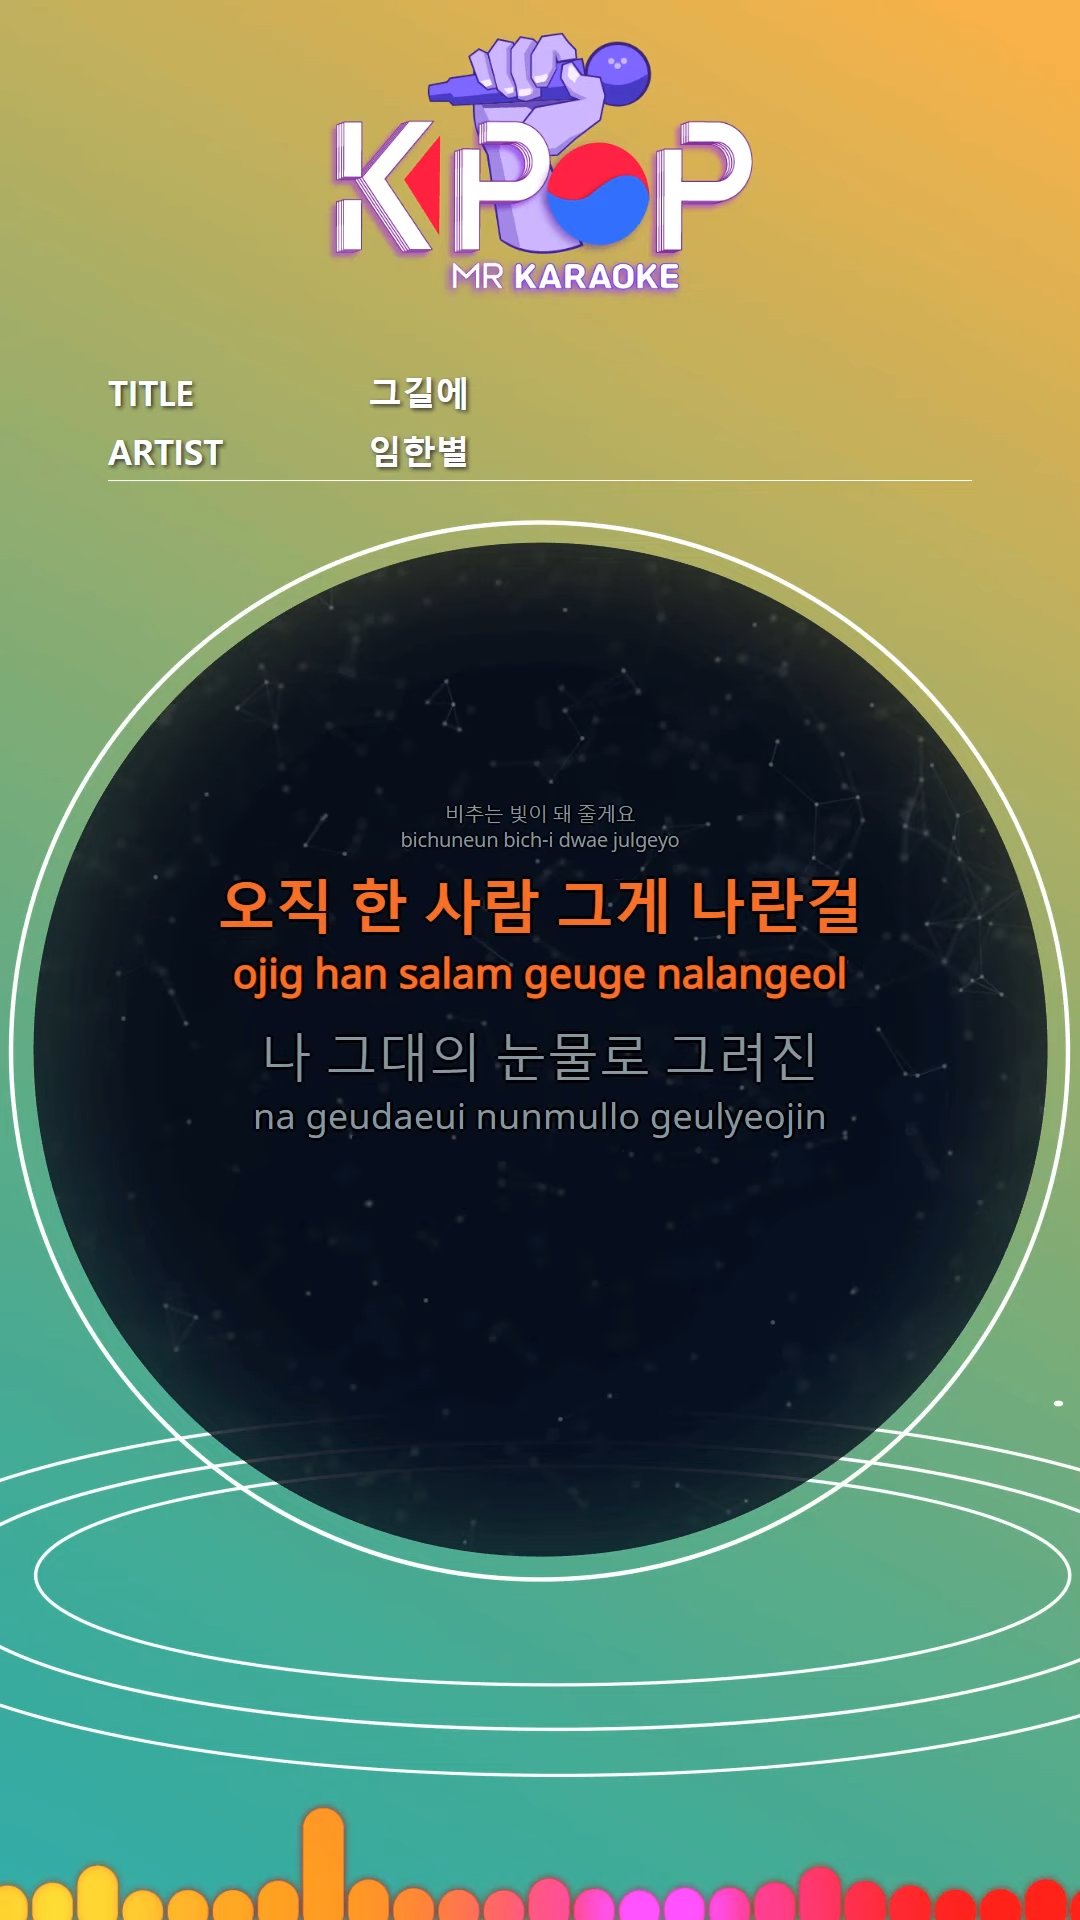 KPOP
MR KARAOKE
TITLE 그길에
ARTIST 임한별
비추는 빛이 돼 줄게요
bichuneun bich-i dwae julgeyo
오직 한 사람 그게 나란걸
ojig han salam geuge nalangeol
나 그대의 눈물로 그려진
na geudaeui nunmullo geulyeojin